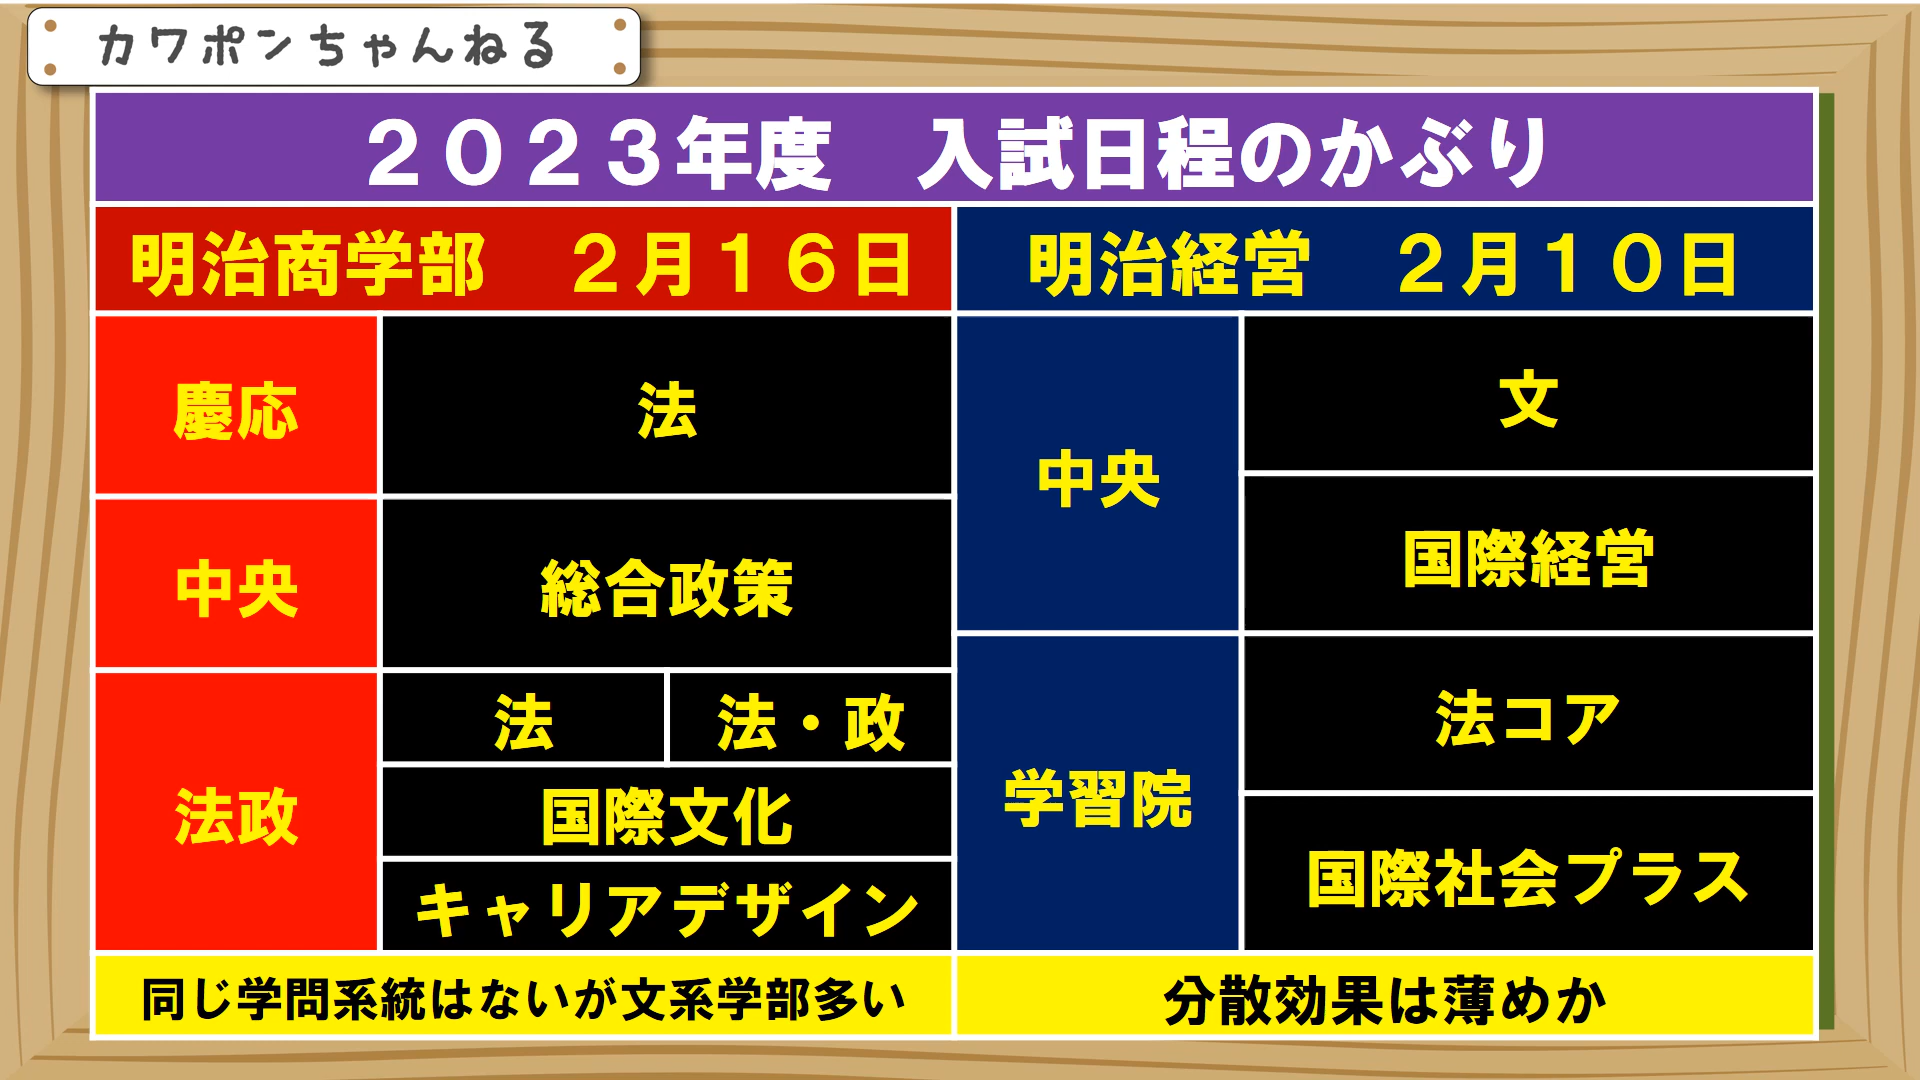 カワポンちゃんねる
２０２３年度　入試日程のかぶり
明治商学部　２月１６日
明治経営　２月１０日
慶応
法
中央
総合政策
法政
法
法・政
国際文化
キャリアデザイン
同じ学問系統はないが文系学部多い
中央
文
国際経営
学習院
法コア
国際社会プラス
分散効果は薄めか